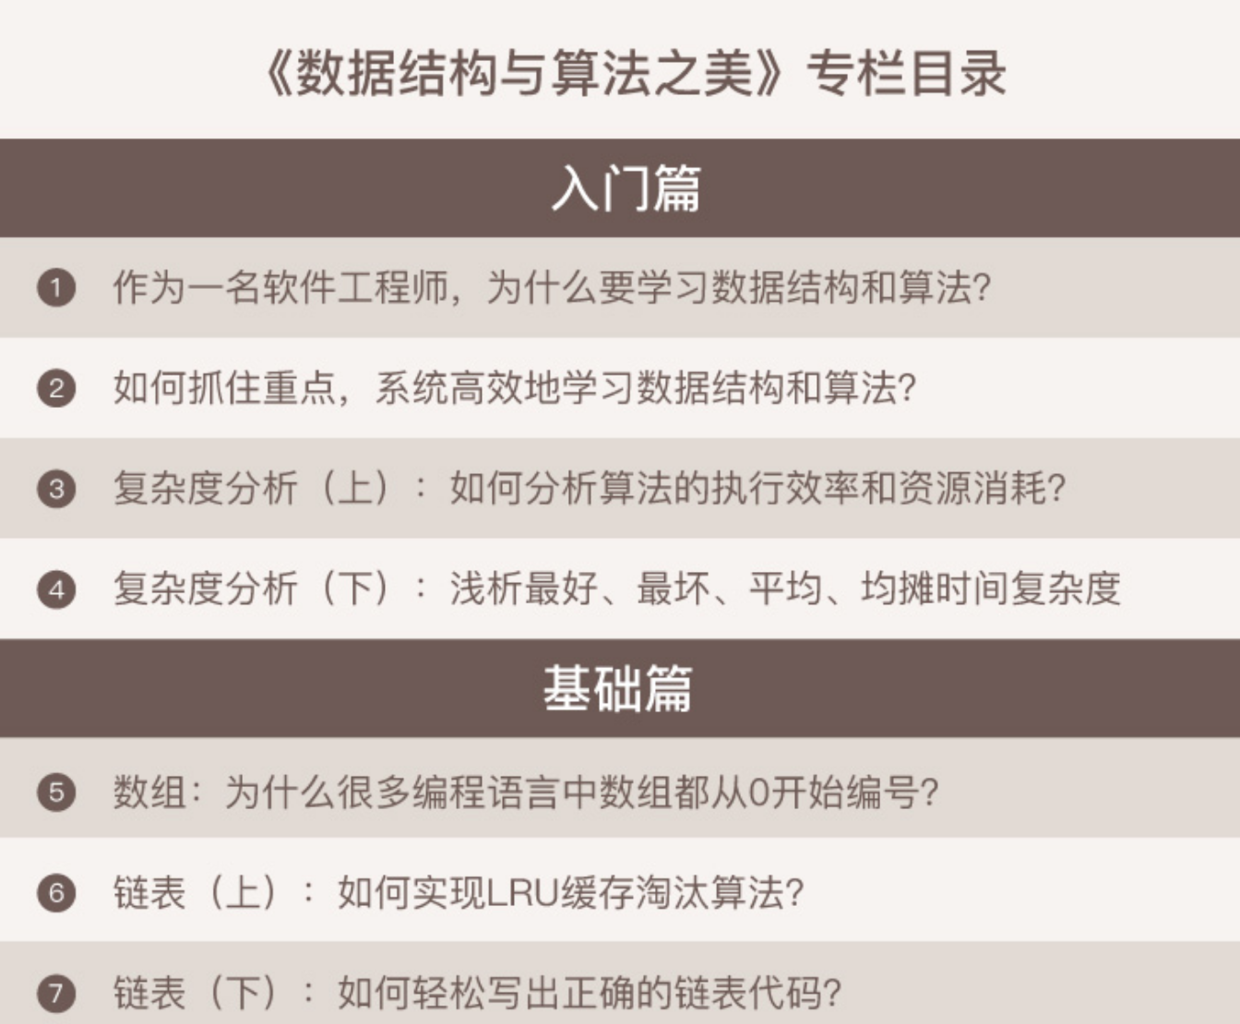 《数据结构与算法之美》专栏目录
入门篇
1 作为一名软件工程师，为什么要学习数据结构和算法？
2 如何抓住重点，系统高效地学习数据结构和算法？
3 复杂度分析（上）：如何分析算法的执行效率和资源消耗？
4 复杂度分析（下）：浅析最好、最坏、平均、均摊时间复杂度
基础篇
5 数组：为什么很多编程语言中数组都从0开始编号？
6 链表（上）：如何实现LRU缓存淘汰算法？
7 链表（下）：如何轻松写出正确的链表代码？